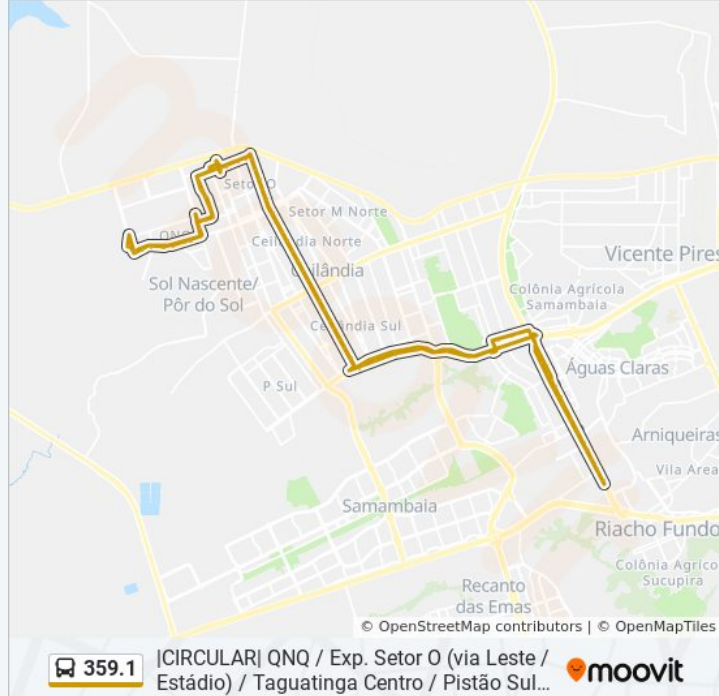 Setor O
Setor M Norte
QNQ
Ceilândia Norte
Vicente Pires
Sol Nascente/
Pôr do Sol
Ceilândia
Colônia Agrícola
Samambaia
Ceilândia Sul
Águas Claras
P Sul
Arniqueiras
Vila Area
Samambaia
Riacho Fundo
Colônia Agríco
Sucupira
Recanto
das Emas
© OpenStreetMap contributors | © OpenMapTiles
359.1
|CIRCULAR| QNQ / Exp. Setor O (via Leste /
Estádio) / Taguatinga Centro / Pistão Sul...
moovit